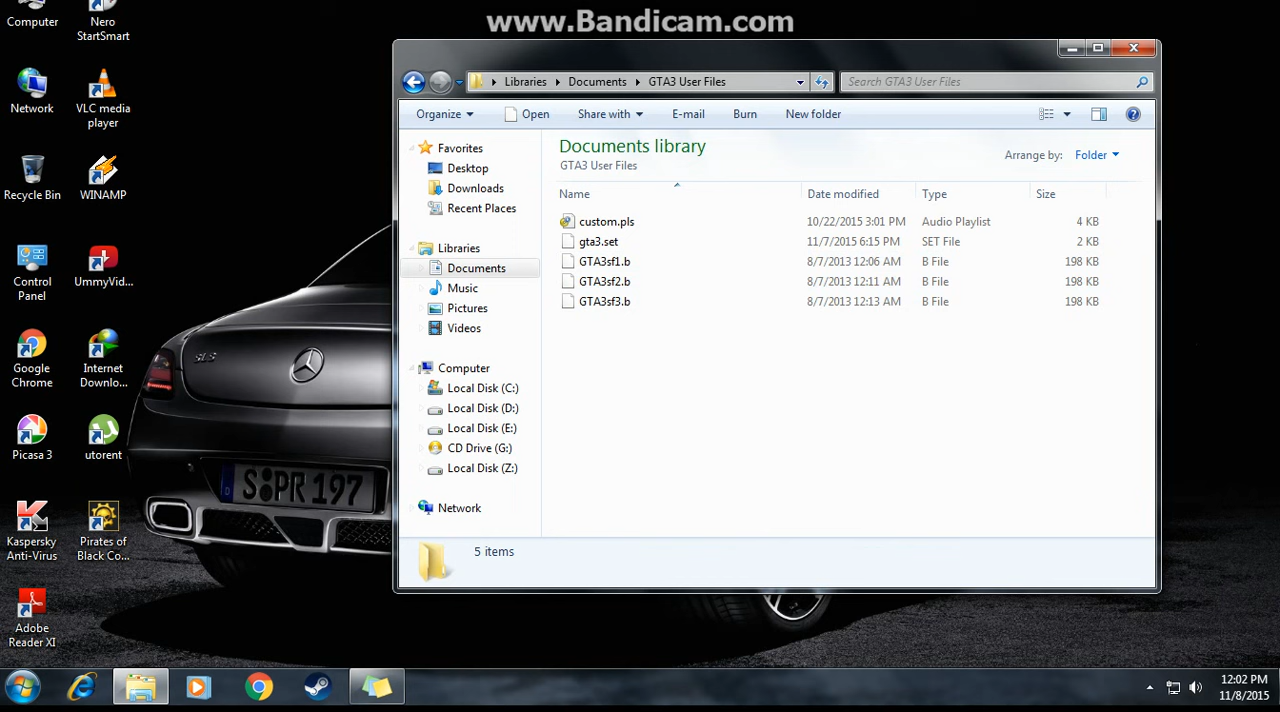 www.Bandicam.com
Computer
Nero
StartSmart
Network
VLC media
player
Recycle Bin
WINAMP
Control
Panel
UmmyVid...
Google
Chrome
Internet
Downlo...
Picasa 3
utorent
Kaspersky
Anti-Virus
Pirates of
Black Co...
Adobe
Reader XI
SLS
S PR 197
Libraries Documents GTA3 User Files
Search GTA3 User Files
Organize Open Share with E-mail Burn New folder
Favorites
Desktop
Downloads
Recent Places
Libraries
Documents
Music
Pictures
Videos
Computer
Local Disk (C:)
Local Disk (D:)
Local Disk (E:)
CD Drive (G:)
Local Disk (Z:)
Network
Documents library
GTA3 User Files
Arrange by: Folder
Name Date modified Type Size
custom.pls 10/22/2015 3:01 PM Audio Playlist 4 KB
gta3.set 11/7/2015 6:15 PM SET File 2 KB
GTA3sf1.b 8/7/2013 12:06 AM B File 198 KB
GTA3sf2.b 8/7/2013 12:11 AM B File 198 KB
GTA3sf3.b 8/7/2013 12:13 AM B File 198 KB
5 items
12:02 PM
11/8/2015